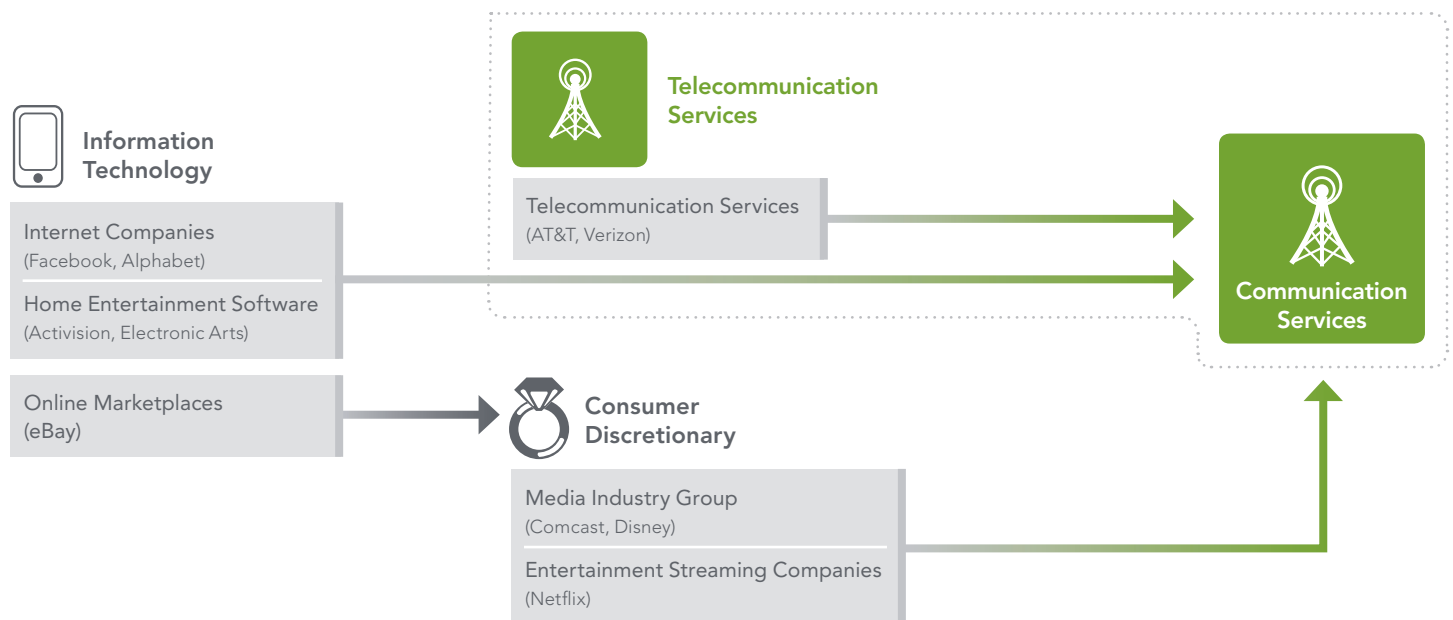 Information
Technology
Internet Companies
(Facebook, Alphabet)
Home Entertainment Software
(Activision, Electronic Arts)
Online Marketplaces
(eBay)
Telecommunication
Services
Telecommunication Services
(AT&T, Verizon)
Consumer
Discretionary
Media Industry Group
(Comcast, Disney)
Entertainment Streaming Companies
(Netflix)
Communication
Services